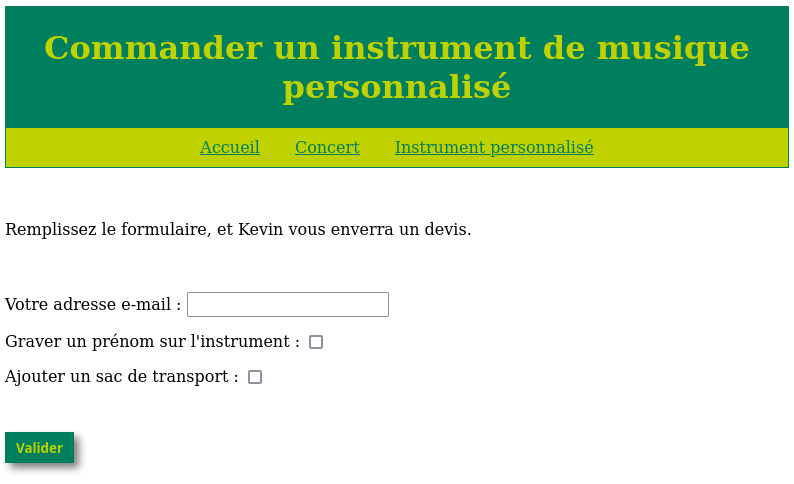 Commander un instrument de musique
personnalisé
Accueil Concert Instrument personnalisé
Remplissez le formulaire, et Kevin vous enverra un devis.
Votre adresse e-mail :
Graver un prénom sur l'instrument :
Ajouter un sac de transport :
Valider